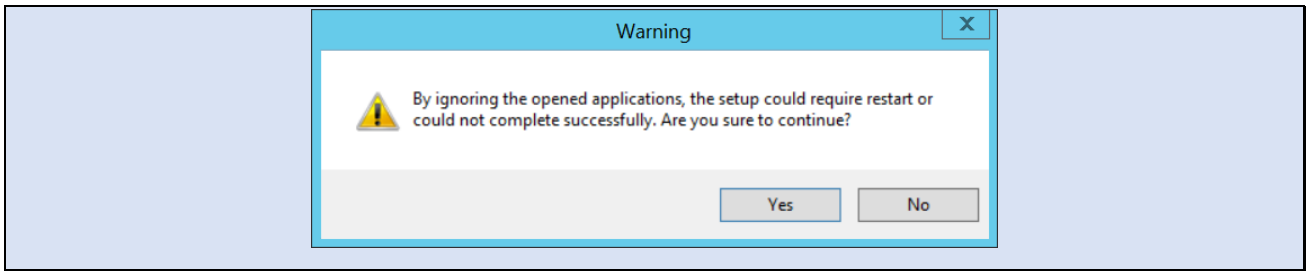 Warning
X
By ignoring the opened applications, the setup could require restart or
could not complete successfully. Are you sure to continue?
Yes
No